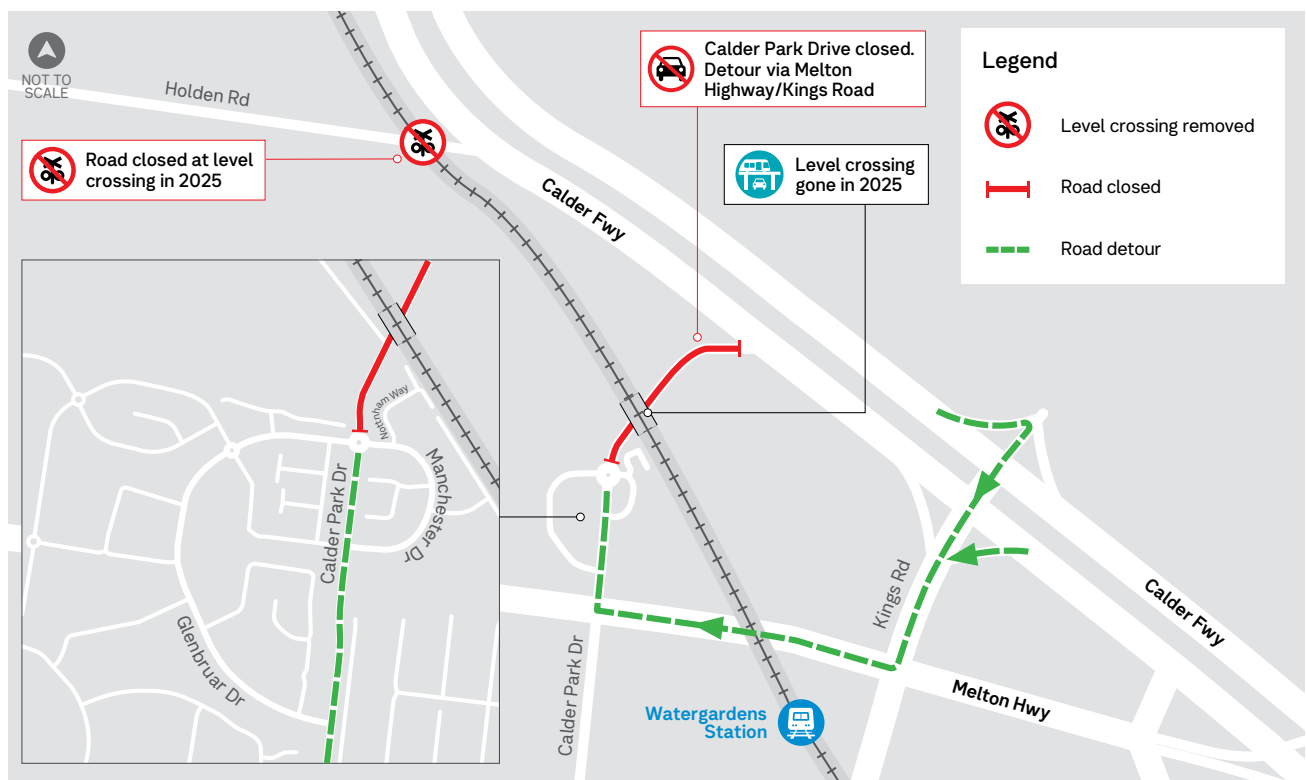 NOT TO
SCALE
Holden Rd
Road closed at level
crossing in 2025
Calder Park Drive closed.
Detour via Melton
Highway/Kings Road
Level crossing
gone in 2025
Calder Fwy
Legend
Level crossing removed
Road closed
Road detour
Nottnham Way
Manchester Dr
Calder Park Dr
Glenbruar Dr
Kings Rd
Calder Fwy
Calder Park Dr
Melton Hwy
Watergardens
Station